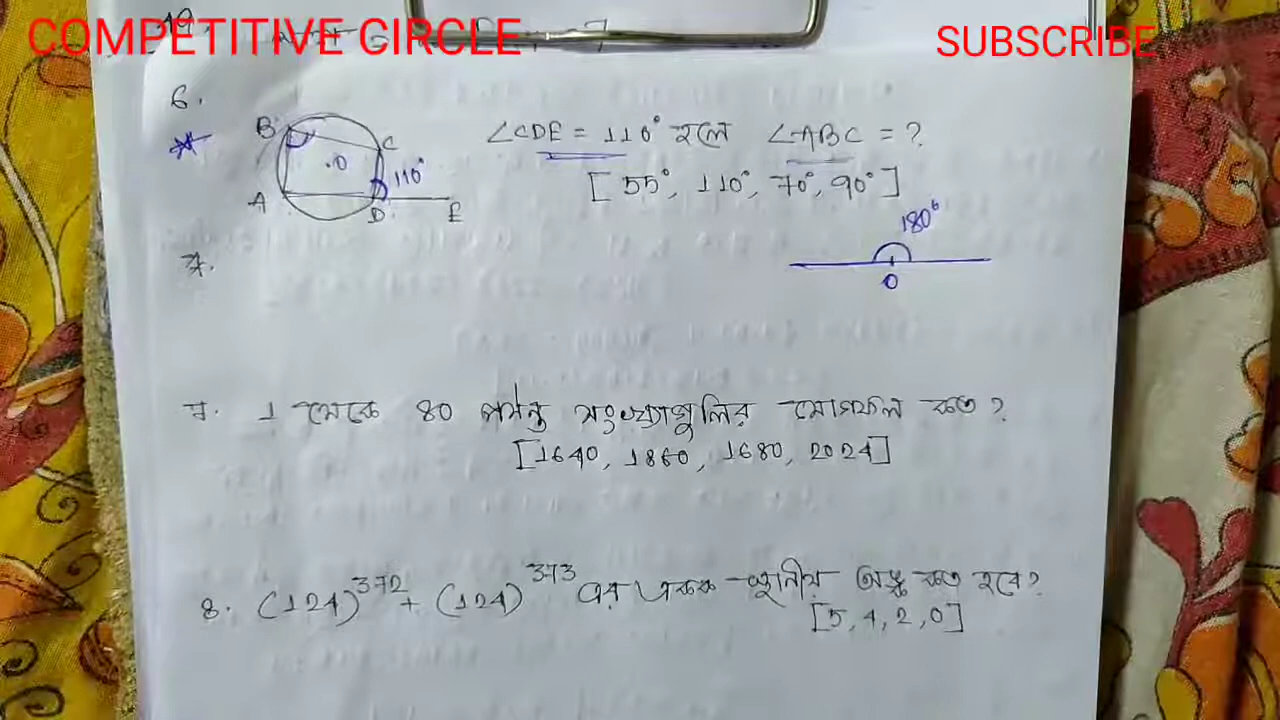 COMPETITIVE CIRCLE
SUBSCRIBE
19.
6.
B C O 110° A D E
∠CDE = 110° হলে ∠ABC = ?
[55°, 110°, 70°, 90°]
180°
7.
O
7. 1 থেকে 80 পর্যন্ত সংখ্যাগুলির যোগফল কত?
[1640, 1860, 1680, 2024]
8. (124)^372 + (124)^373 এর একক স্থানীয় অঙ্ক কত হবে?
[5, 4, 2, 0]